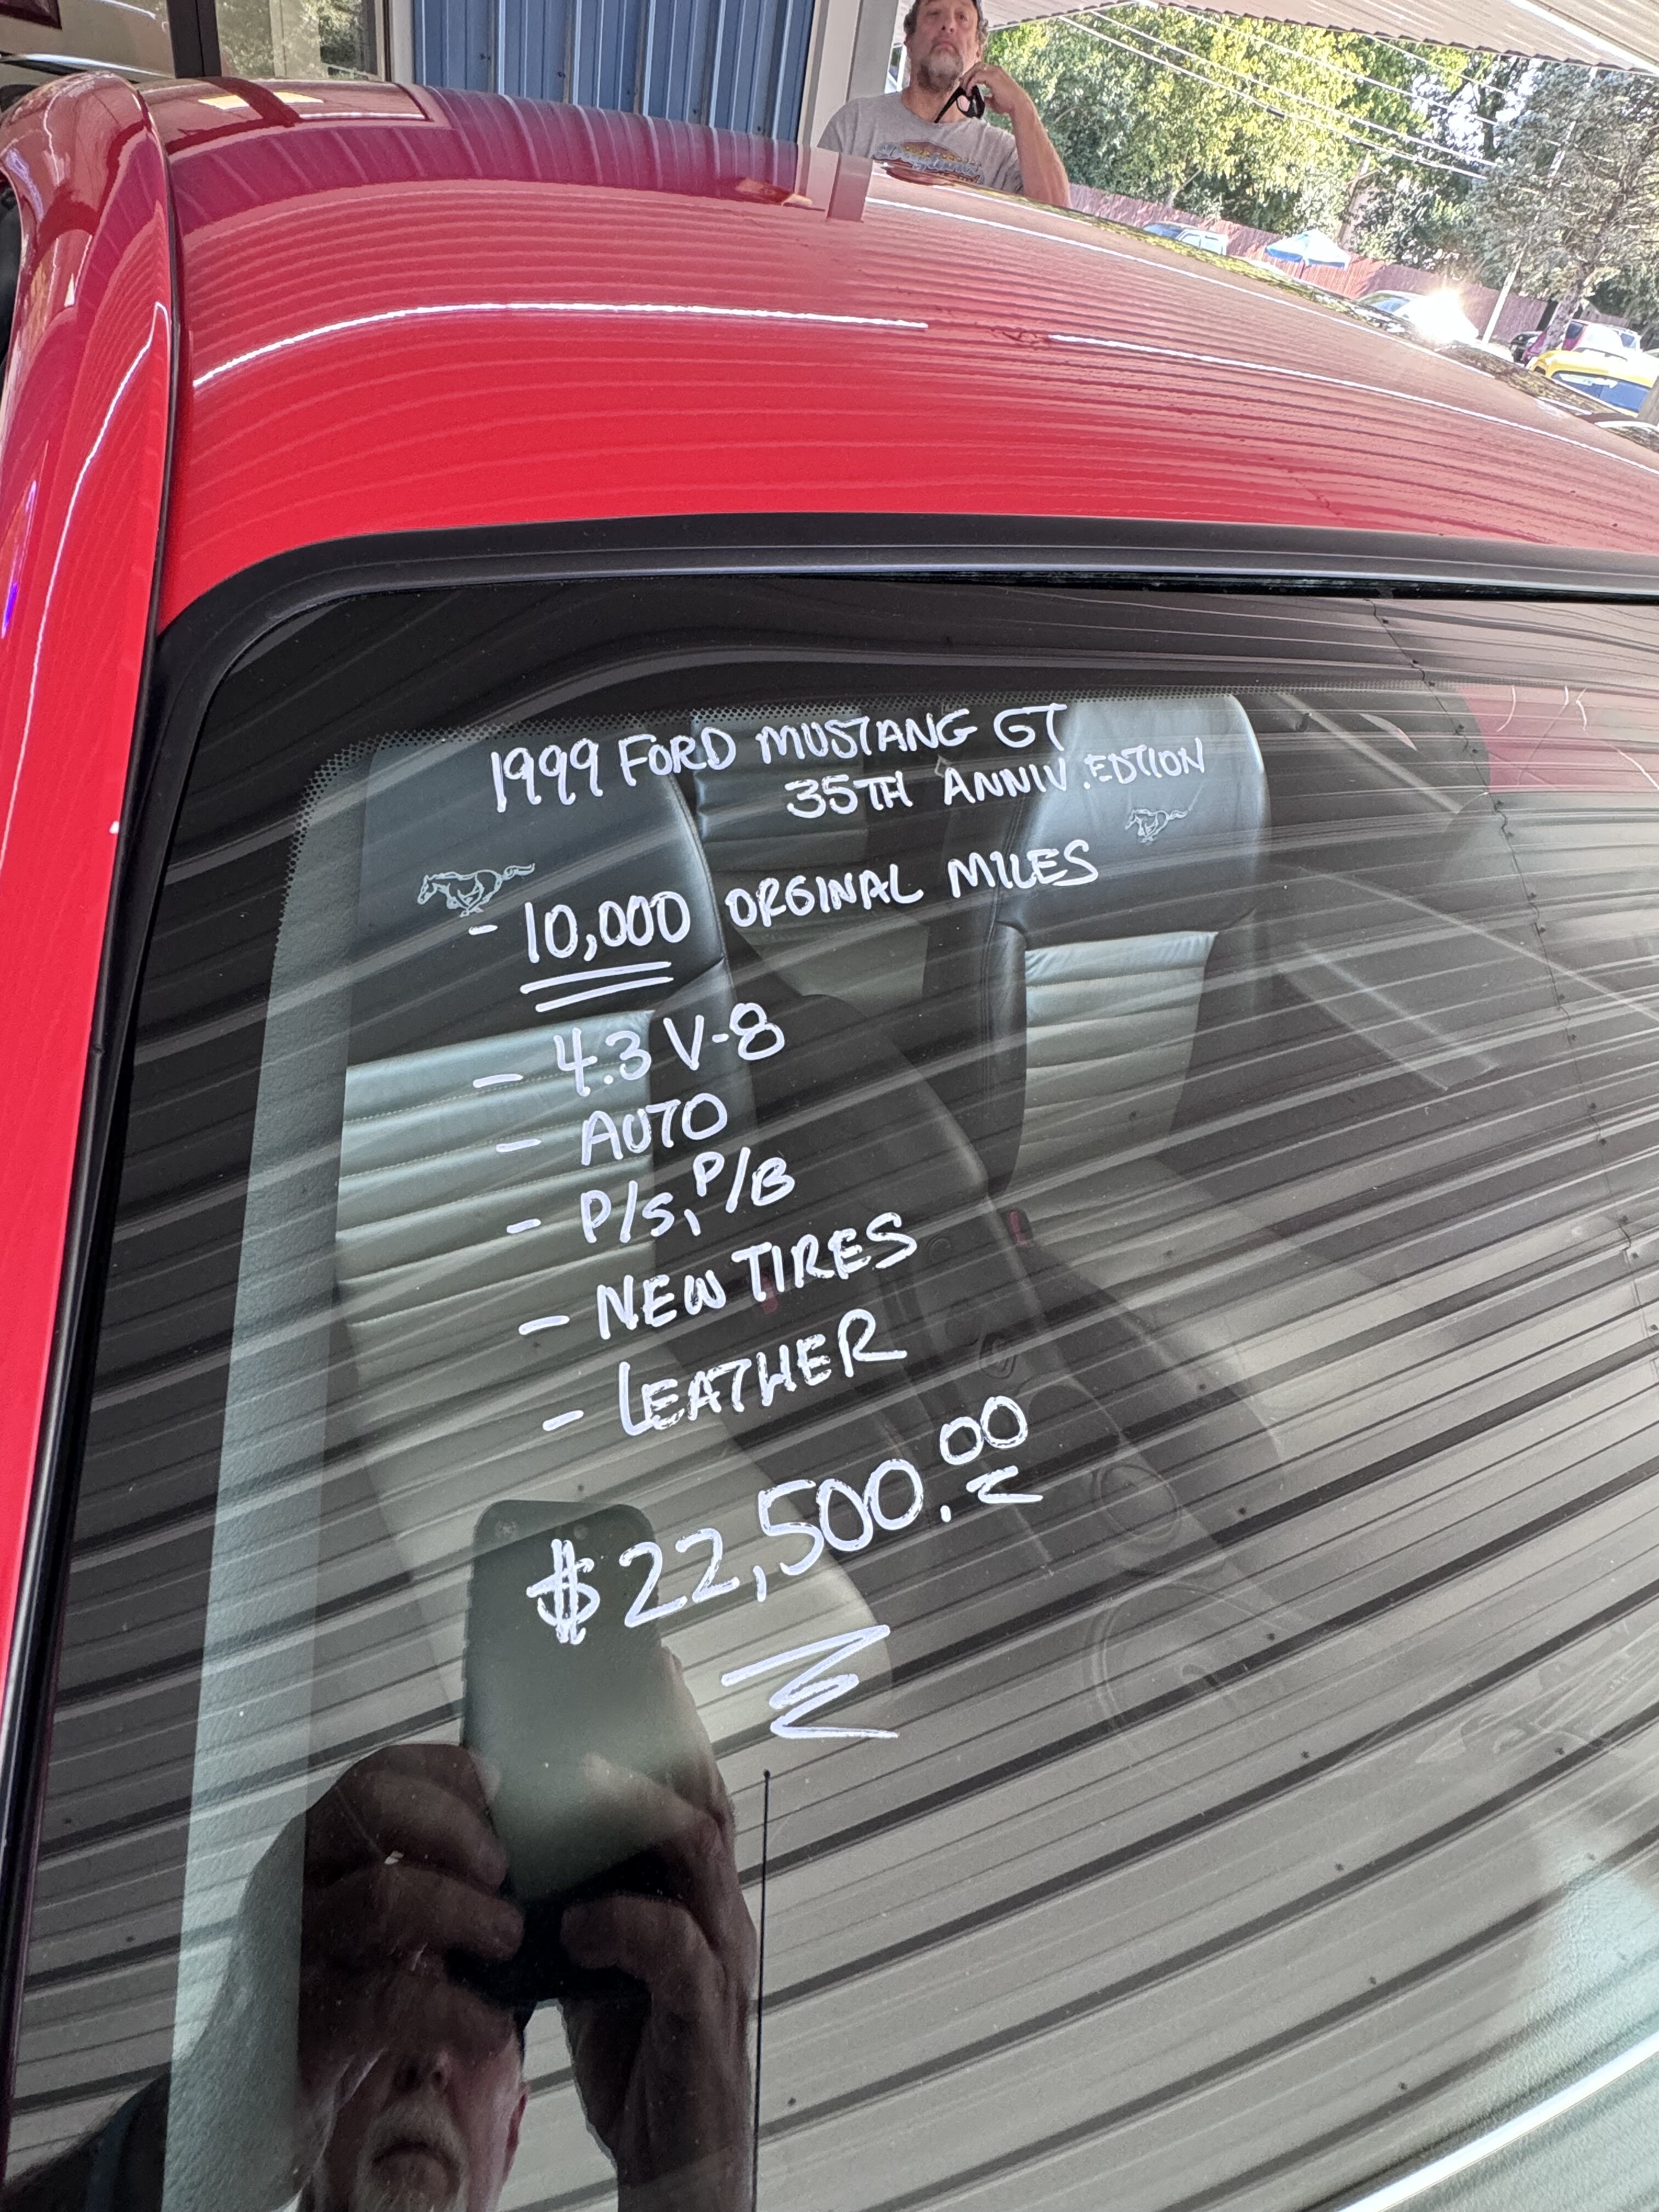 1999 FORD MUSTANG GT
35TH ANNIV. EDTION
- 10,000 ORGINAL MILES
- 4.3 V-8
- AUTO
- P/S, P/B
- NEW TIRES
- LEATHER
$22,500.00